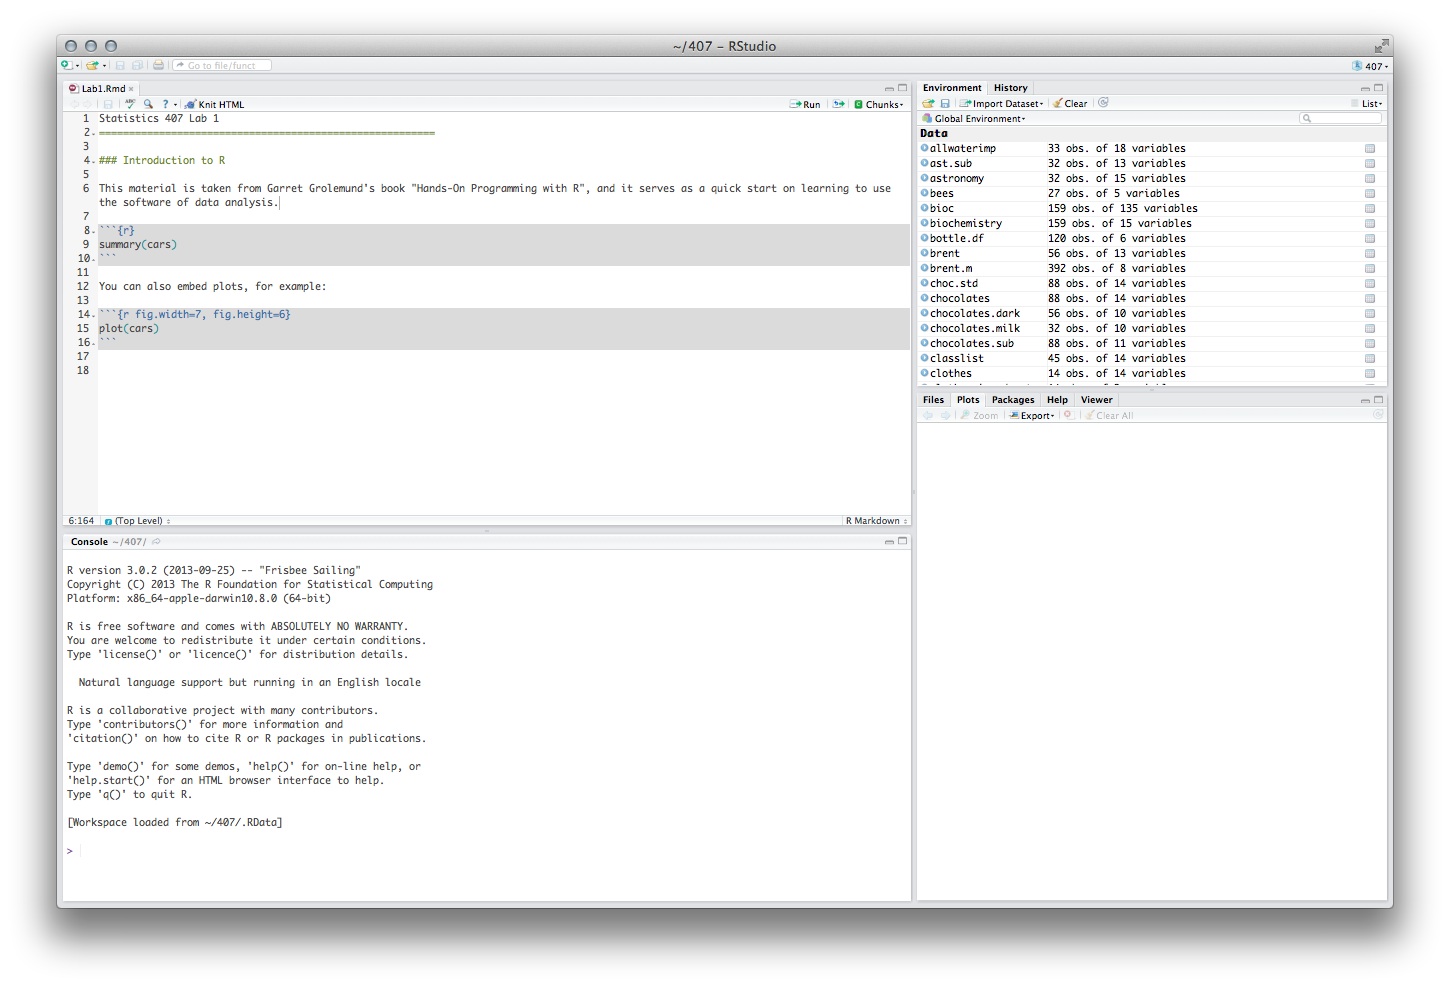 ~/407 – RStudio
Go to file/funct
407
Lab1.Rmd
ABC
? Knit HTML
Run
Chunks
1 Statistics 407 Lab 1
2 ========================================================
3
4 ### Introduction to R
5
6 This material is taken from Garret Grolemund's book "Hands-On Programming with R", and it serves as a quick start on learning to use
the software of data analysis.
7
8 ```{r}
9 summary(cars)
10 ```
11
12 You can also embed plots, for example:
13
14 ```{r fig.width=7, fig.height=6}
15 plot(cars)
16 ```
17
18
6:164 (Top Level)
R Markdown
Console ~/407/
R version 3.0.2 (2013-09-25) -- "Frisbee Sailing"
Copyright (C) 2013 The R Foundation for Statistical Computing
Platform: x86_64-apple-darwin10.8.0 (64-bit)
R is free software and comes with ABSOLUTELY NO WARRANTY.
You are welcome to redistribute it under certain conditions.
Type 'license()' or 'licence()' for distribution details.
Natural language support but running in an English locale
R is a collaborative project with many contributors.
Type 'contributors()' for more information and
'citation()' on how to cite R or R packages in publications.
Type 'demo()' for some demos, 'help()' for on-line help, or
'help.start()' for an HTML browser interface to help.
Type 'q()' to quit R.
[Workspace loaded from ~/407/.RData]
>
Environment History
Import Dataset Clear
List
Global Environment
Data
allwaterimp 33 obs. of 18 variables
ast.sub 32 obs. of 13 variables
astronomy 32 obs. of 15 variables
bees 27 obs. of 5 variables
bioc 159 obs. of 135 variables
biochemistry 159 obs. of 15 variables
bottle.df 120 obs. of 6 variables
brent 56 obs. of 13 variables
brent.m 392 obs. of 8 variables
choc.std 88 obs. of 14 variables
chocolates 88 obs. of 14 variables
chocolates.dark 56 obs. of 10 variables
chocolates.milk 32 obs. of 10 variables
chocolates.sub 88 obs. of 11 variables
classlist 45 obs. of 14 variables
clothes 14 obs. of 14 variables
Files Plots Packages Help Viewer
Zoom Export Clear All